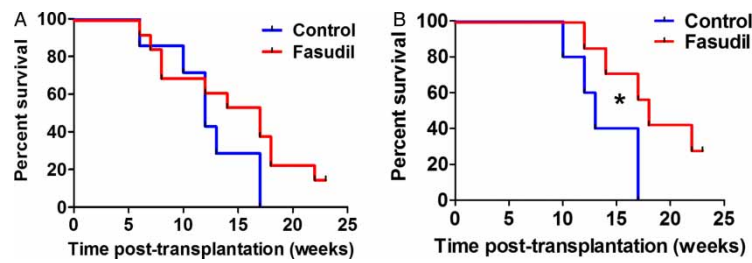 A
Percent survival
100
80
60
40
20
0
0 5 10 15 20 25
Time post-transplantation (weeks)
Control
Fasudil
B
Percent survival
100
80
60
40
20
0
0 5 10 15 20 25
Time post-transplantation (weeks)
Control
Fasudil
*